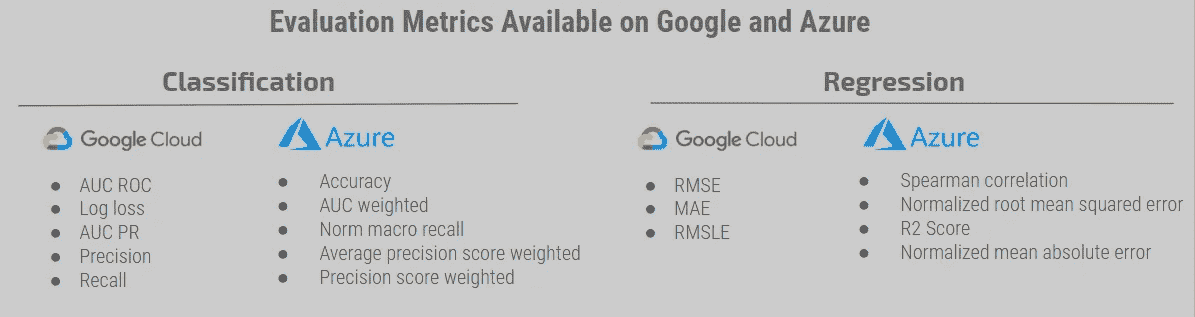 Evaluation Metrics Available on Google and Azure
Classification
Google Cloud
AUC ROC
Log loss
AUC PR
Precision
Recall
Azure
Accuracy
AUC weighted
Norm macro recall
Average precision score weighted
Precision score weighted
Regression
Google Cloud
RMSE
MAE
RMSLE
Azure
Spearman correlation
Normalized root mean squared error
R2 Score
Normalized mean absolute error